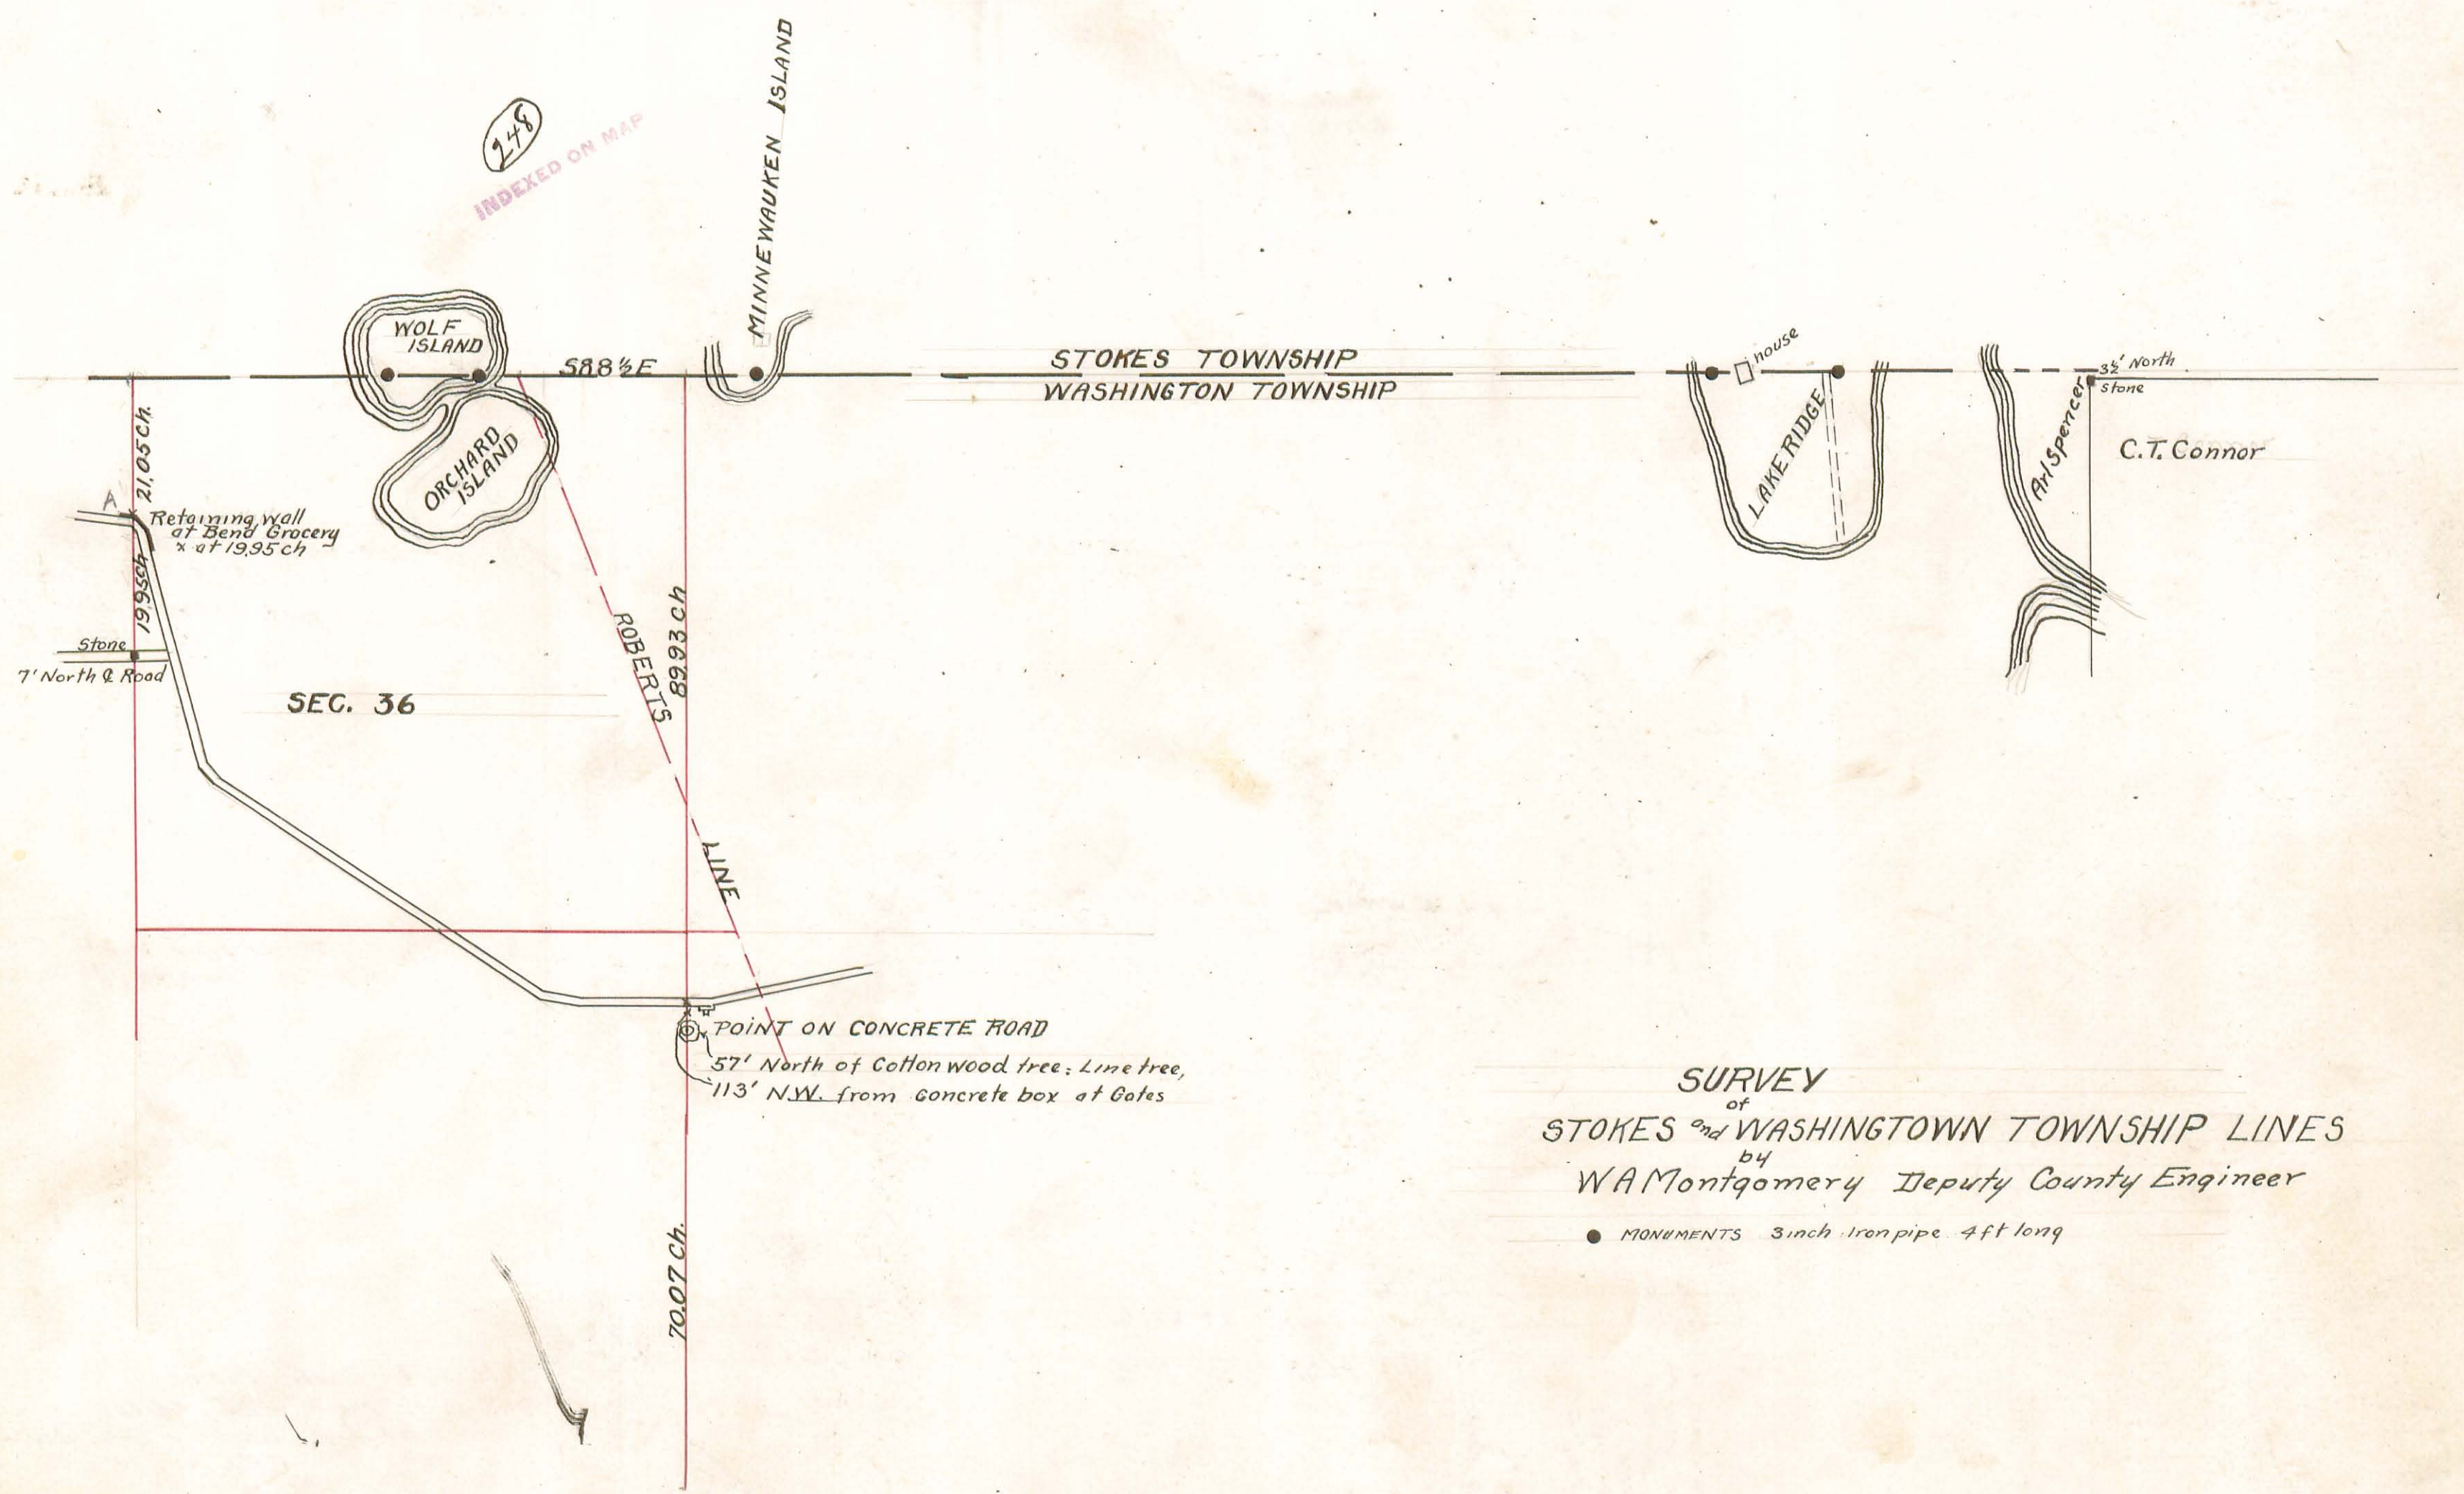 248
INDEXED ON MAP
MINNEWAUKEN ISLAND
WOLF
ISLAND
S88½E
STOKES TOWNSHIP
WASHINGTON TOWNSHIP
house
3½' North
Stone
LAKE RIDGE
Arl Spencer
C.T. Connor
21.05 Ch.
ORCHARD
ISLAND
A
Retaining wall
at Bend Grocery
x at 19.95 ch
19.95 ch
Stone
7' North ℄ Road
SEC. 36
ROBERTS
LINE
89.93 Ch
POINT ON CONCRETE ROAD
57' North of Cottonwood tree: Line tree,
113' N.W. from Concrete box at Gates
70.07 Ch.
SURVEY
of
STOKES and WASHINGTOWN TOWNSHIP LINES
by
W A Montgomery Deputy County Engineer
MONUMENTS 3 inch Iron pipe 4 ft long